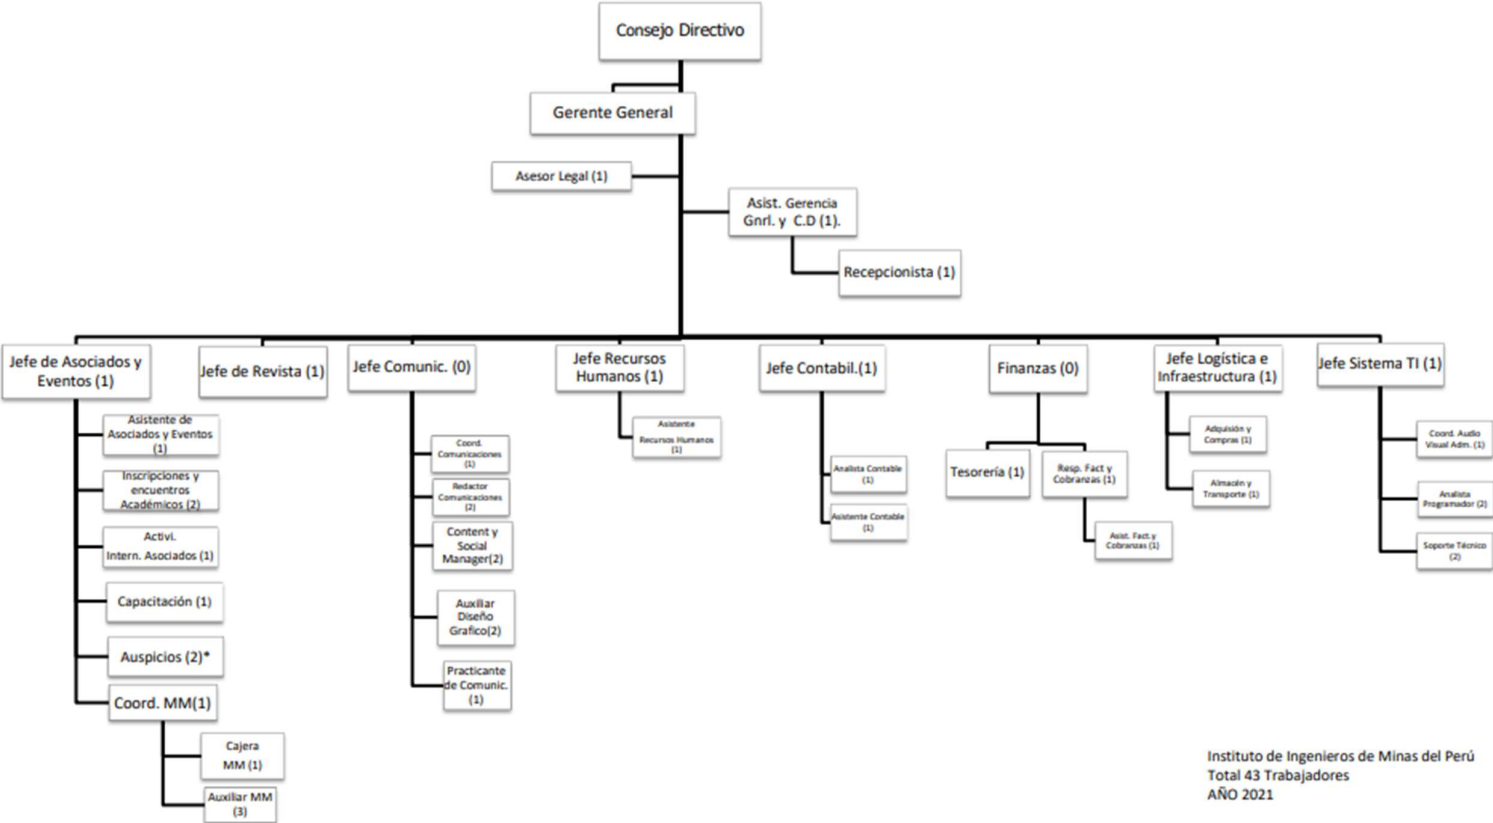 Consejo Directivo
Gerente General
Asesor Legal (1)
Asist. Gerencia
Gnrl. y C.D (1).
Recepcionista (1)
Jefe de Asociados y
Eventos (1)
Asistente de
Asociados y Eventos
(1)
Inscripciones y
encuentros
Académicos (2)
Activi.
Intern. Asociados (1)
Capacitación (1)
Auspicios (2)*
Coord. MM(1)
Cajera
MM (1)
Auxiliar MM
(3)
Jefe de Revista (1)
Jefe Comunic. (0)
Coord.
Comunicaciones
(1)
Redactor
Comunicaciones
(2)
Content y
Social
Manager(2)
Auxiliar
Diseño
Grafico(2)
Practicante
de Comunic.
(1)
Jefe Recursos
Humanos (1)
Asistente
Recursos Humanos
(1)
Jefe Contabil.(1)
Analista Contable
(1)
Asistente Contable
(1)
Finanzas (0)
Tesorería (1)
Resp. Fact y
Cobranzas (1)
Asist. Fact.y
Cobranzas (1)
Jefe Logística e
Infraestructura (1)
Adquisión y
Compras (1)
Almacén y
Transporte (1)
Jefe Sistema TI (1)
Coord. Audio
Visual Adm. (1)
Analista
Programador (2)
Soporte Técnico
(2)
Instituto de Ingenieros de Minas del Perú
Total 43 Trabajadores
AÑO 2021